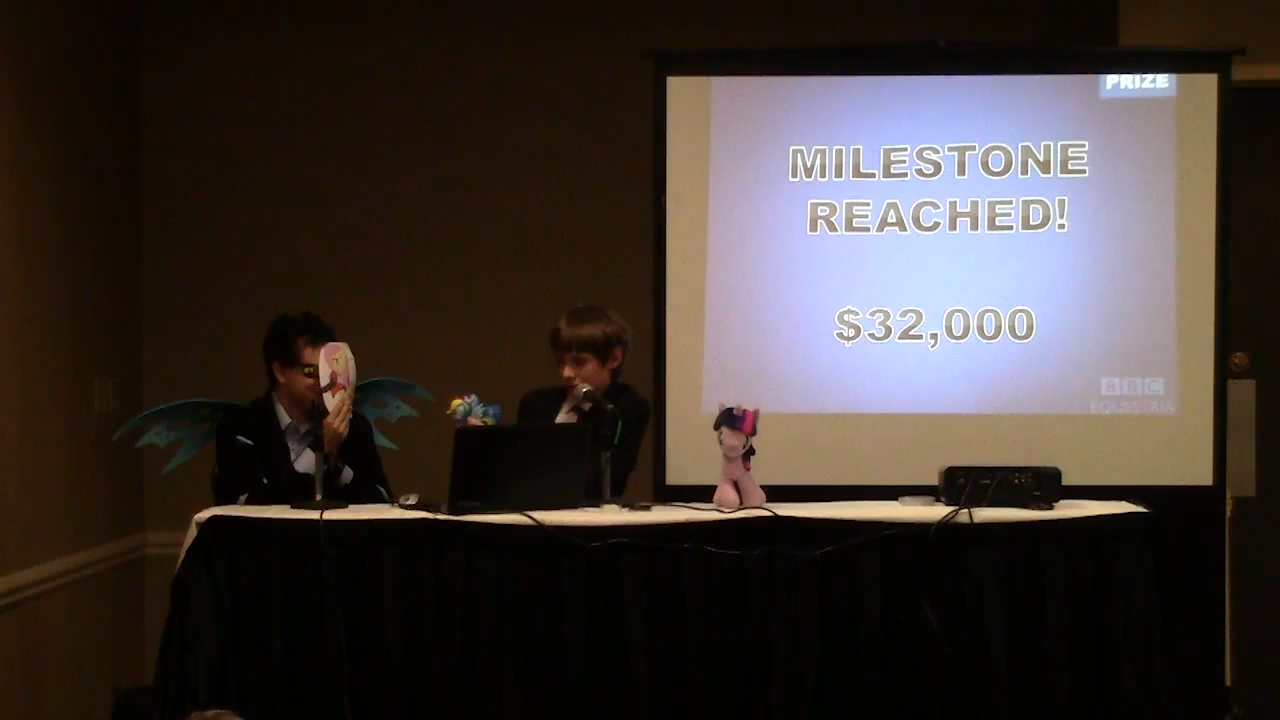 PRIZE
MILESTONE
REACHED!
$32,000
BBC
EQUESTRIA